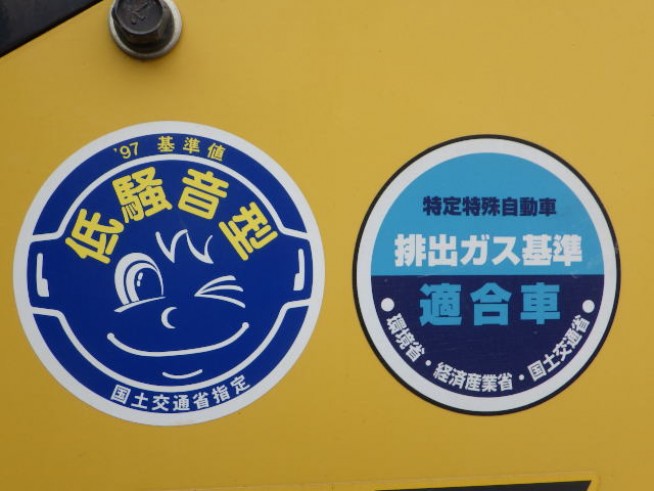 '97 基準値
低騒音型
国土交通省指定
特定特殊自動車
排出ガス基準
適合車
・環境省・経済産業省・国土交通省・